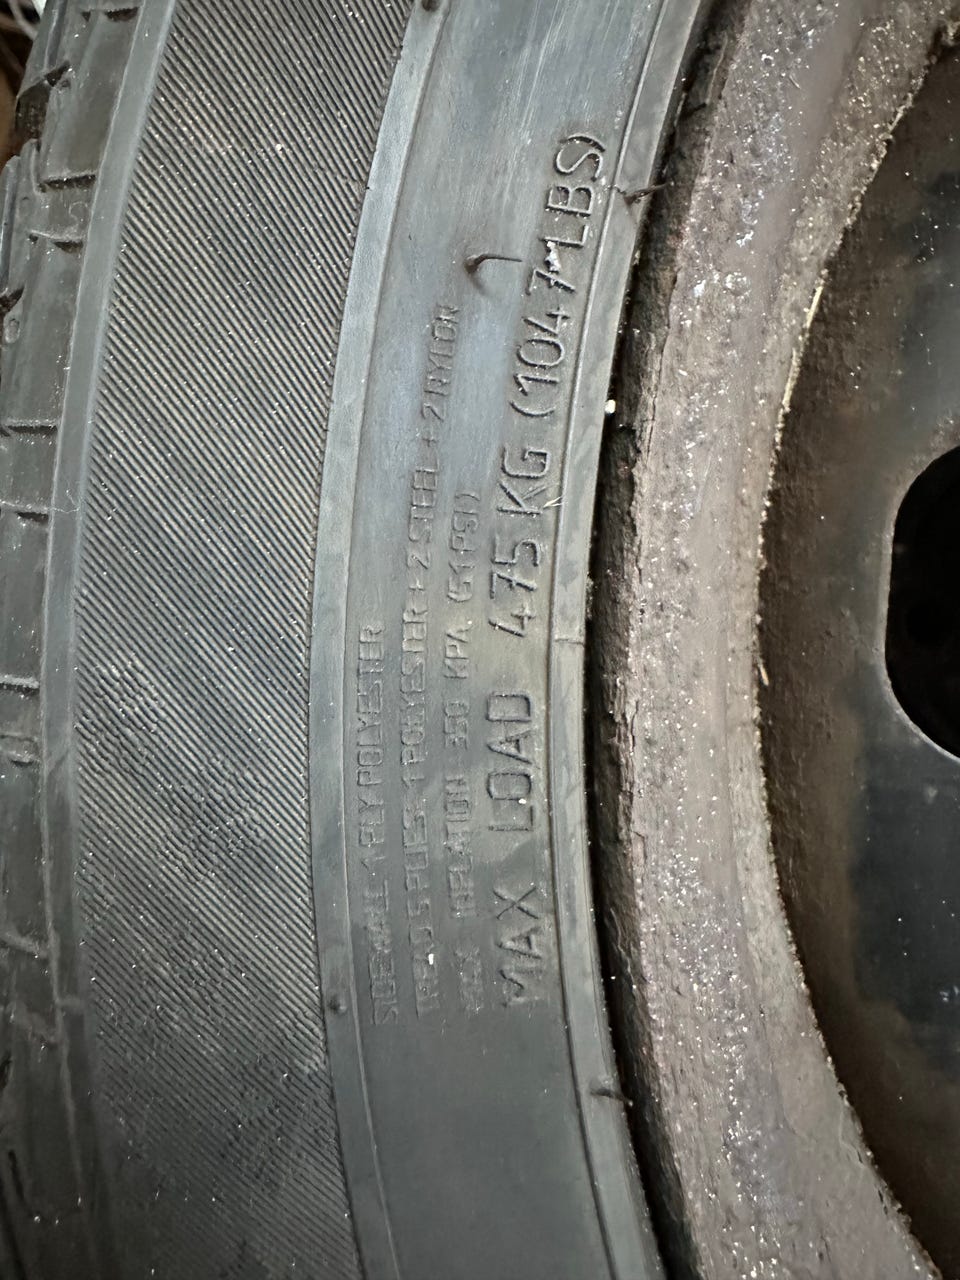 SIDEWALL 1 PLY POLYESTER
TREAD 5 PLIES 1 POLYESTER + 2 STEEL + 2 NYLON
MAX INFLATION 350 KPA (51 PSI)
MAX LOAD 475 KG (1047 LBS)